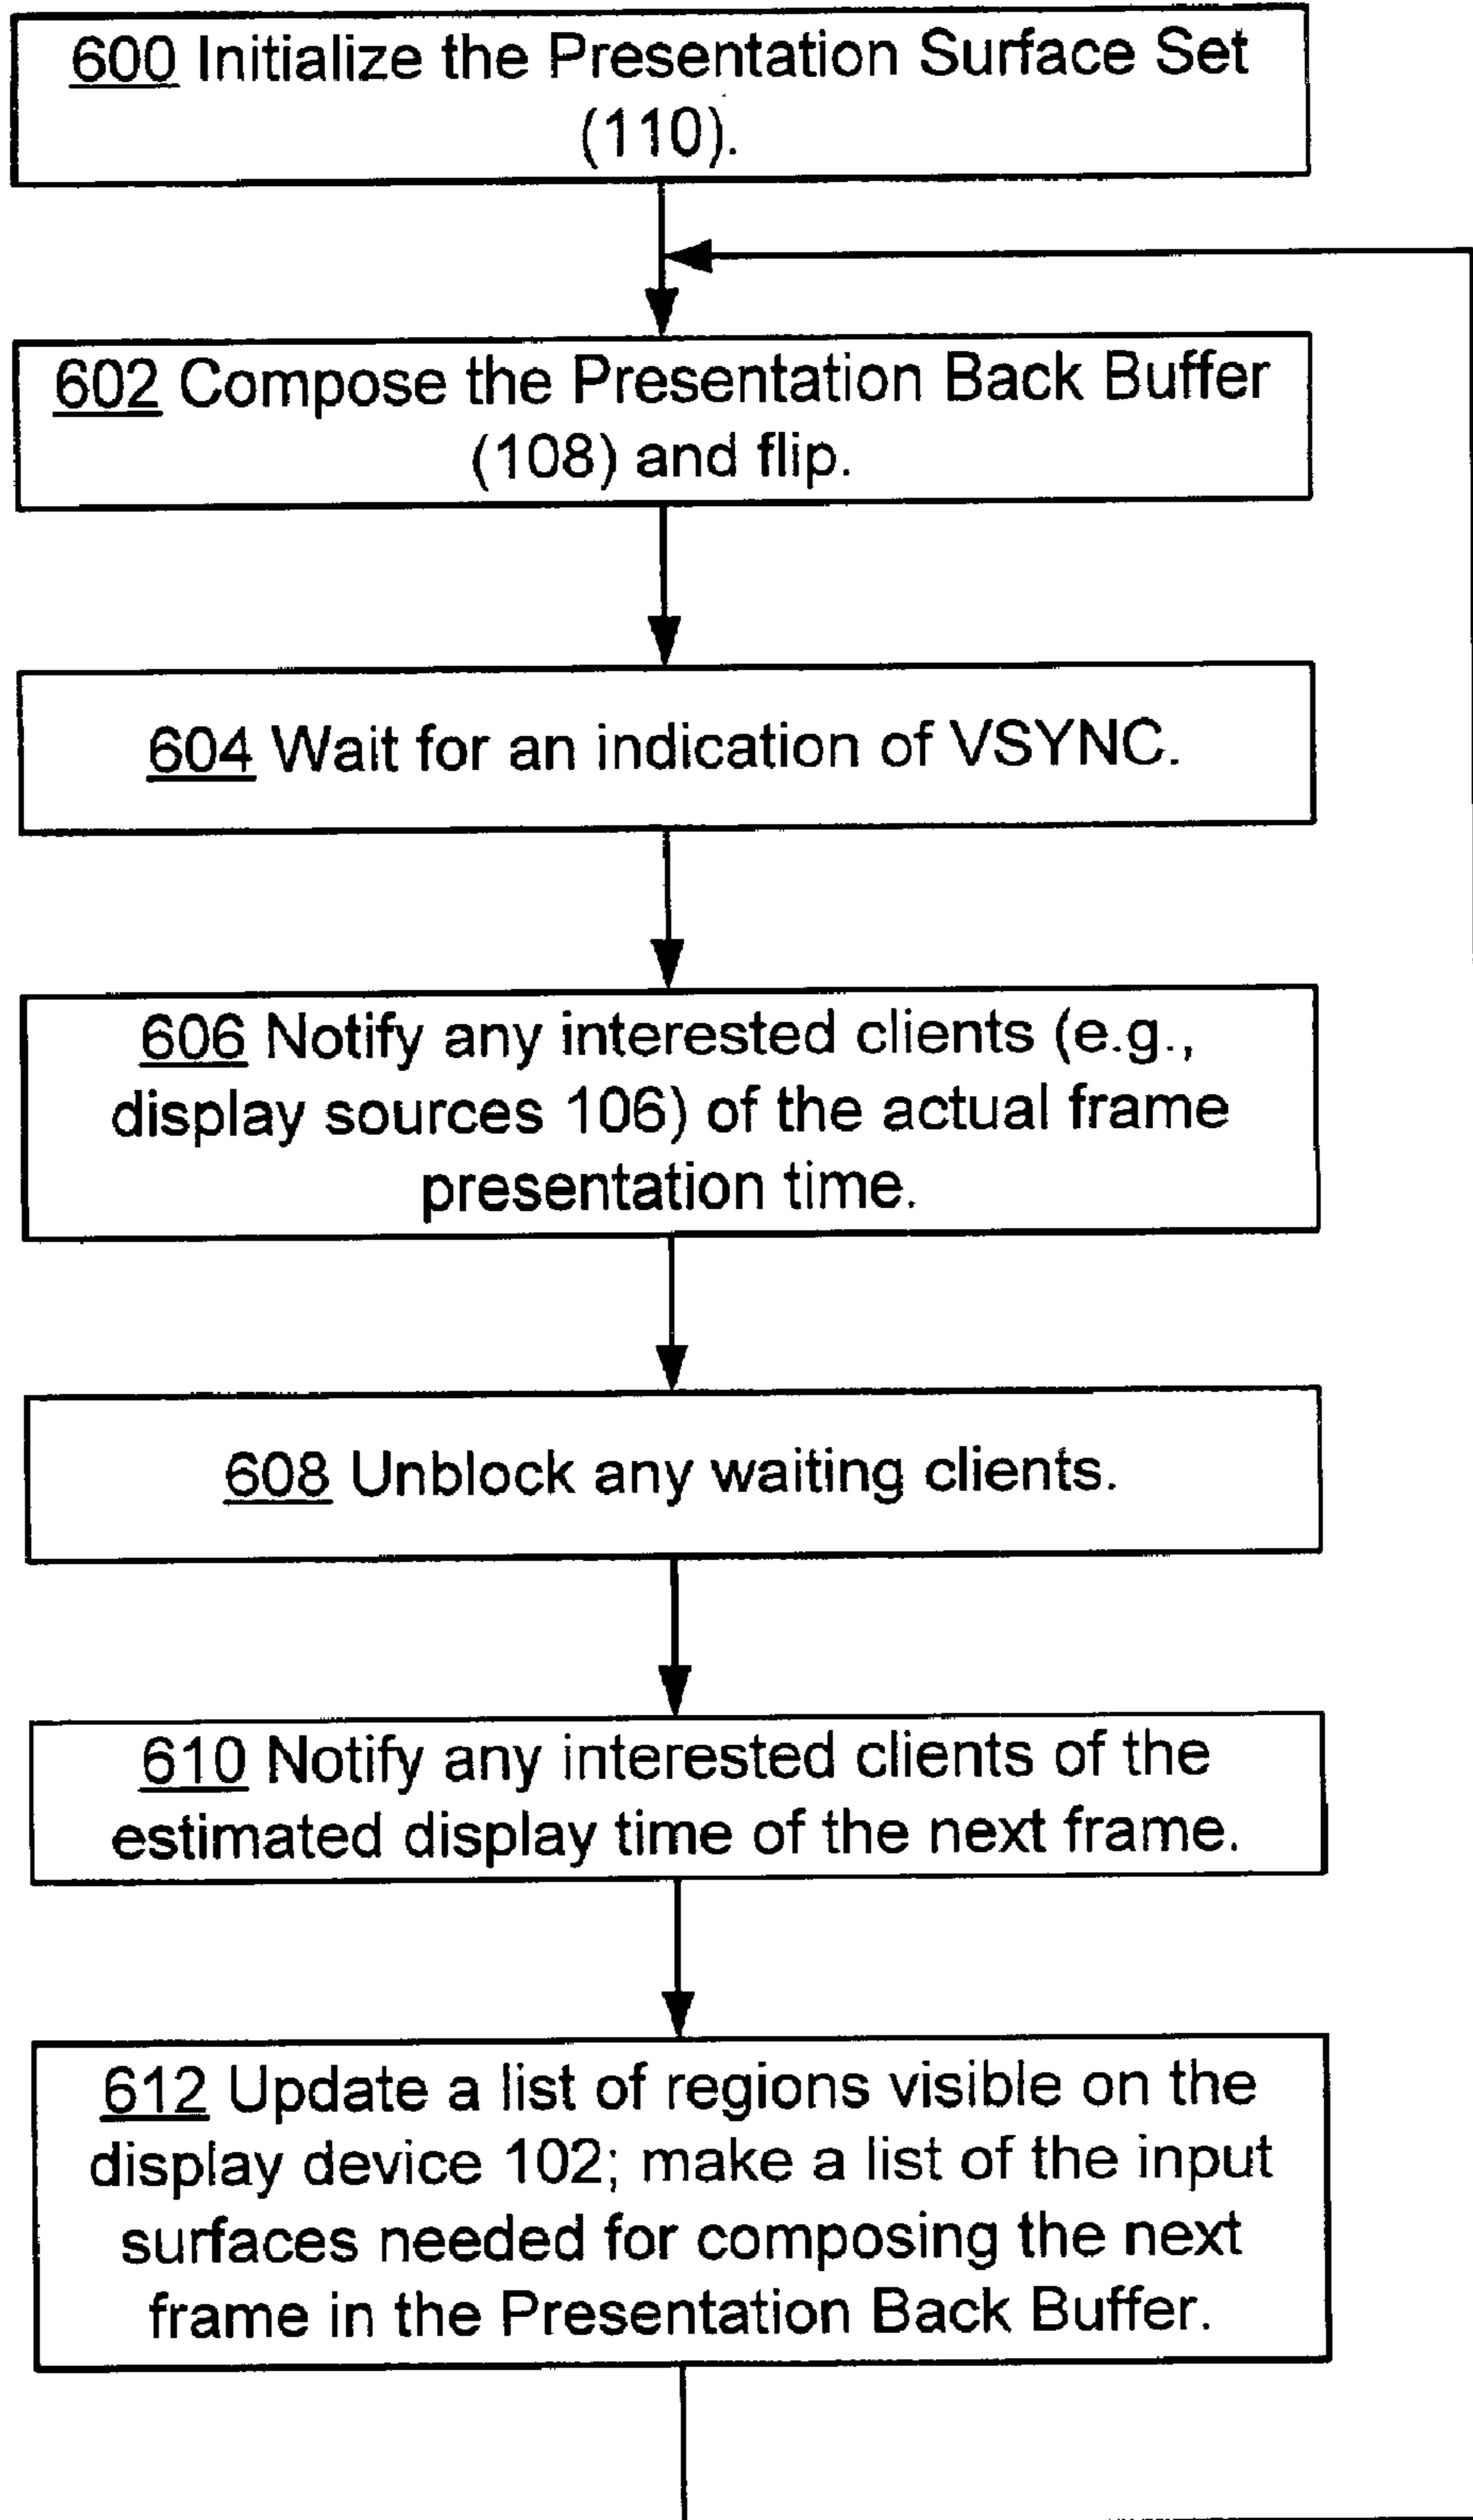 600 Initialize the Presentation Surface Set
(110).
602 Compose the Presentation Back Buffer
(108) and flip.
604 Wait for an indication of VSYNC.
606 Notify any interested clients (e.g.,
display sources 106) of the actual frame
presentation time.
608 Unblock any waiting clients.
610 Notify any interested clients of the
estimated display time of the next frame.
612 Update a list of regions visible on the
display device 102; make a list of the input
surfaces needed for composing the next
frame in the Presentation Back Buffer.